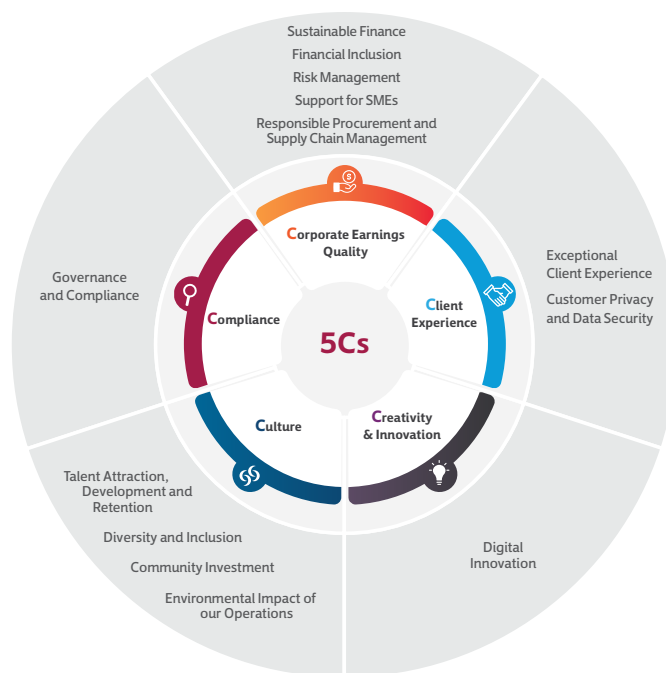 Sustainable Finance
Financial Inclusion
Risk Management
Support for SMEs
Responsible Procurement and
Supply Chain Management
Corporate Earnings
Quality
Governance
and Compliance
Compliance
5Cs
Client
Experience
Exceptional
Client Experience
Customer Privacy
and Data Security
Culture
Creativity
& Innovation
Talent Attraction,
Development and
Retention
Diversity and Inclusion
Community Investment
Environmental Impact of
our Operations
Digital
Innovation